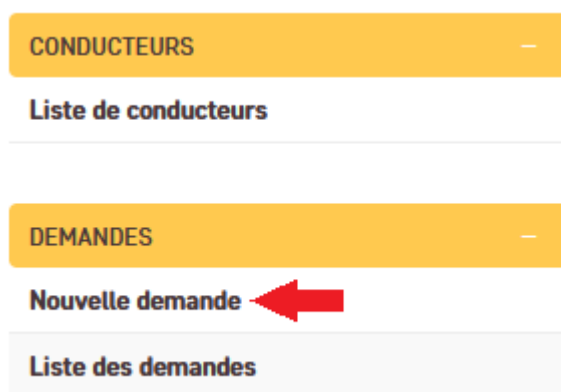 CONDUCTEURS
Liste de conducteurs
DEMANDES
Nouvelle demande
Liste des demandes